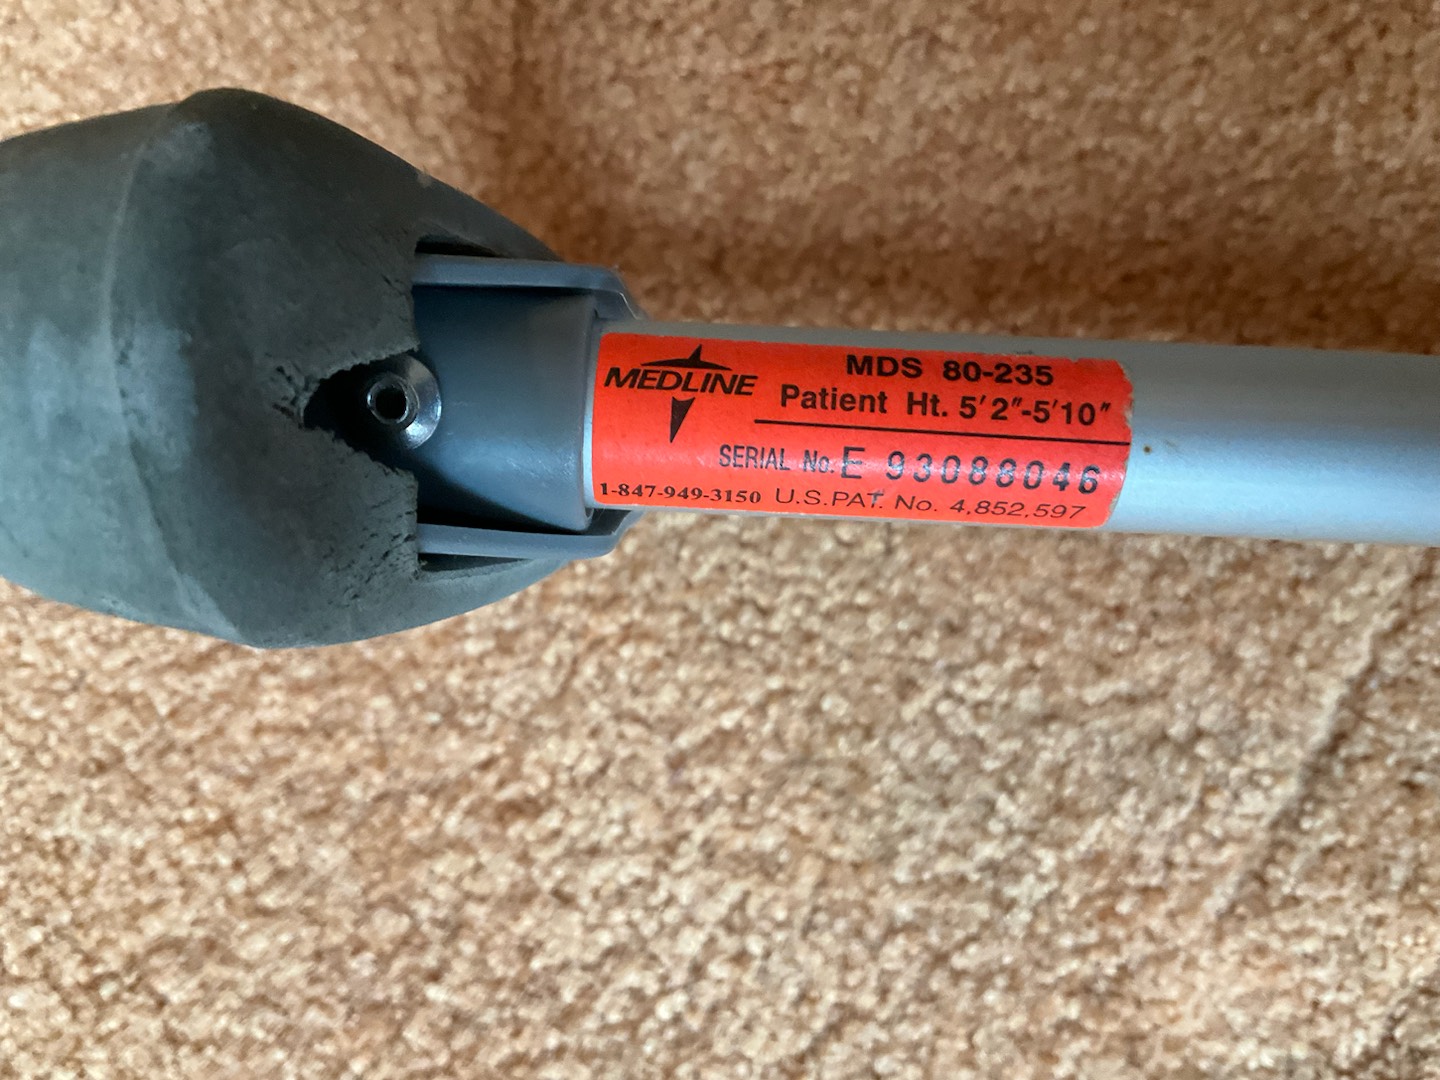 MEDLINE
MDS 80-235
Patient Ht. 5'2"-5'10"
SERIAL No. E 93088046
1-847-949-3150 U.S.PAT. No. 4,852,597